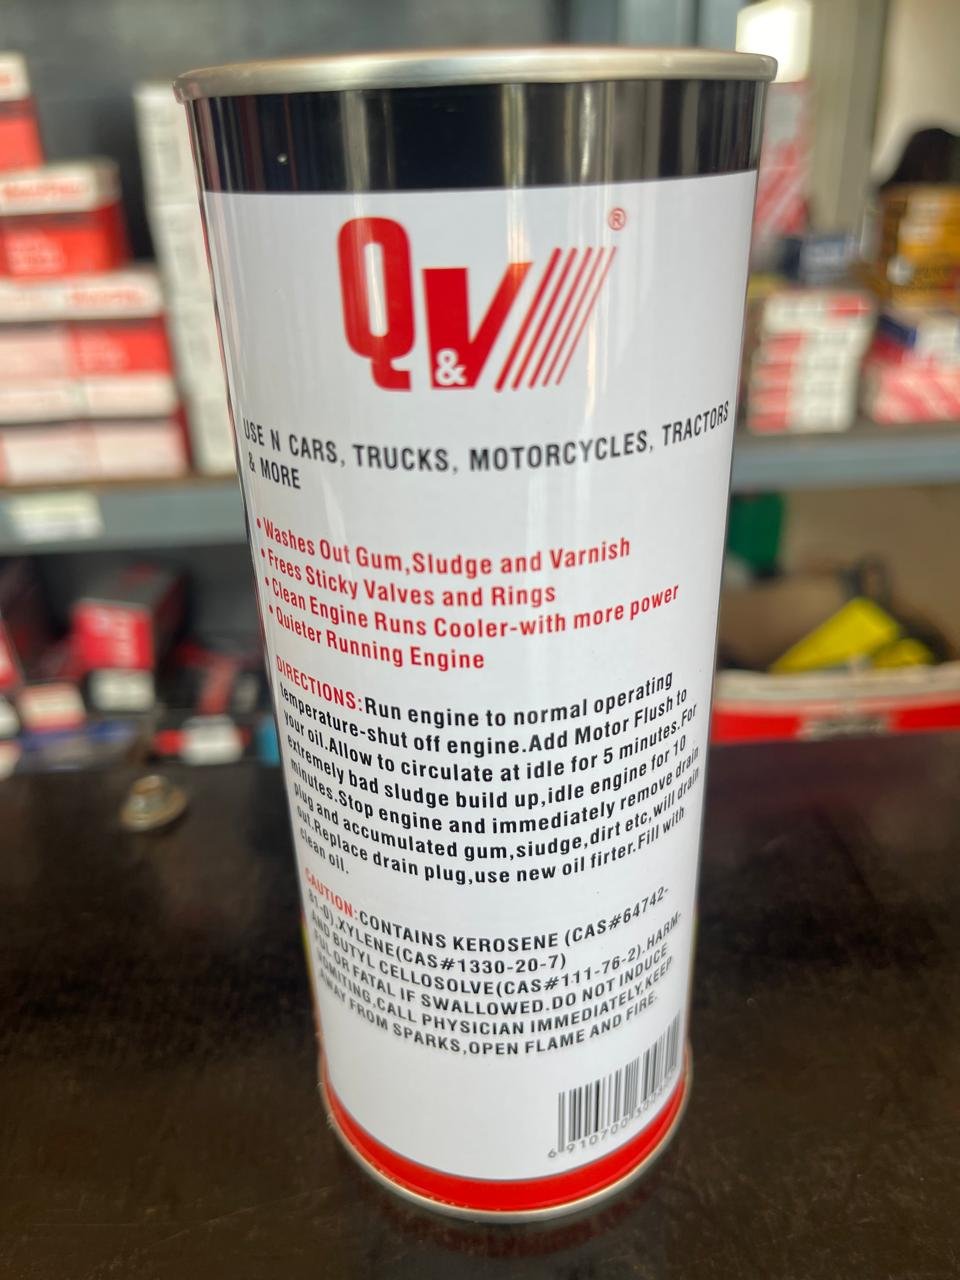 Q&V ®
USE N CARS, TRUCKS, MOTORCYCLES, TRACTORS
& MORE
• Washes Out Gum,Sludge and Varnish
• Frees Sticky Valves and Rings
• Clean Engine Runs Cooler-with more power
• Quieter Running Engine
DIRECTIONS:Run engine to normal operating
temperature-shut off engine.Add Motor Flush to
your oil.Allow to circulate at idle for 5 minutes.For
extremely bad sludge build up,idle engine for 10
minutes.Stop engine and immediately remove drain
plug and accumulated gum,siudge,dirt etc,will drain
out.Replace drain plug,use new oil firter.Fill with
clean oil.
CAUTION:CONTAINS KEROSENE (CAS#64742-
81-0),XYLENE(CAS#1330-20-7)
AND BUTYL CELLOSOLVE(CAS#111-76-2).HARM-
FUL OR FATAL IF SWALLOWED.DO NOT INDUCE
VOMITING,CALL PHYSICIAN IMMEDIATELY,KEEP
AWAY FROM SPARKS,OPEN FLAME AND FIRE.
6 910700